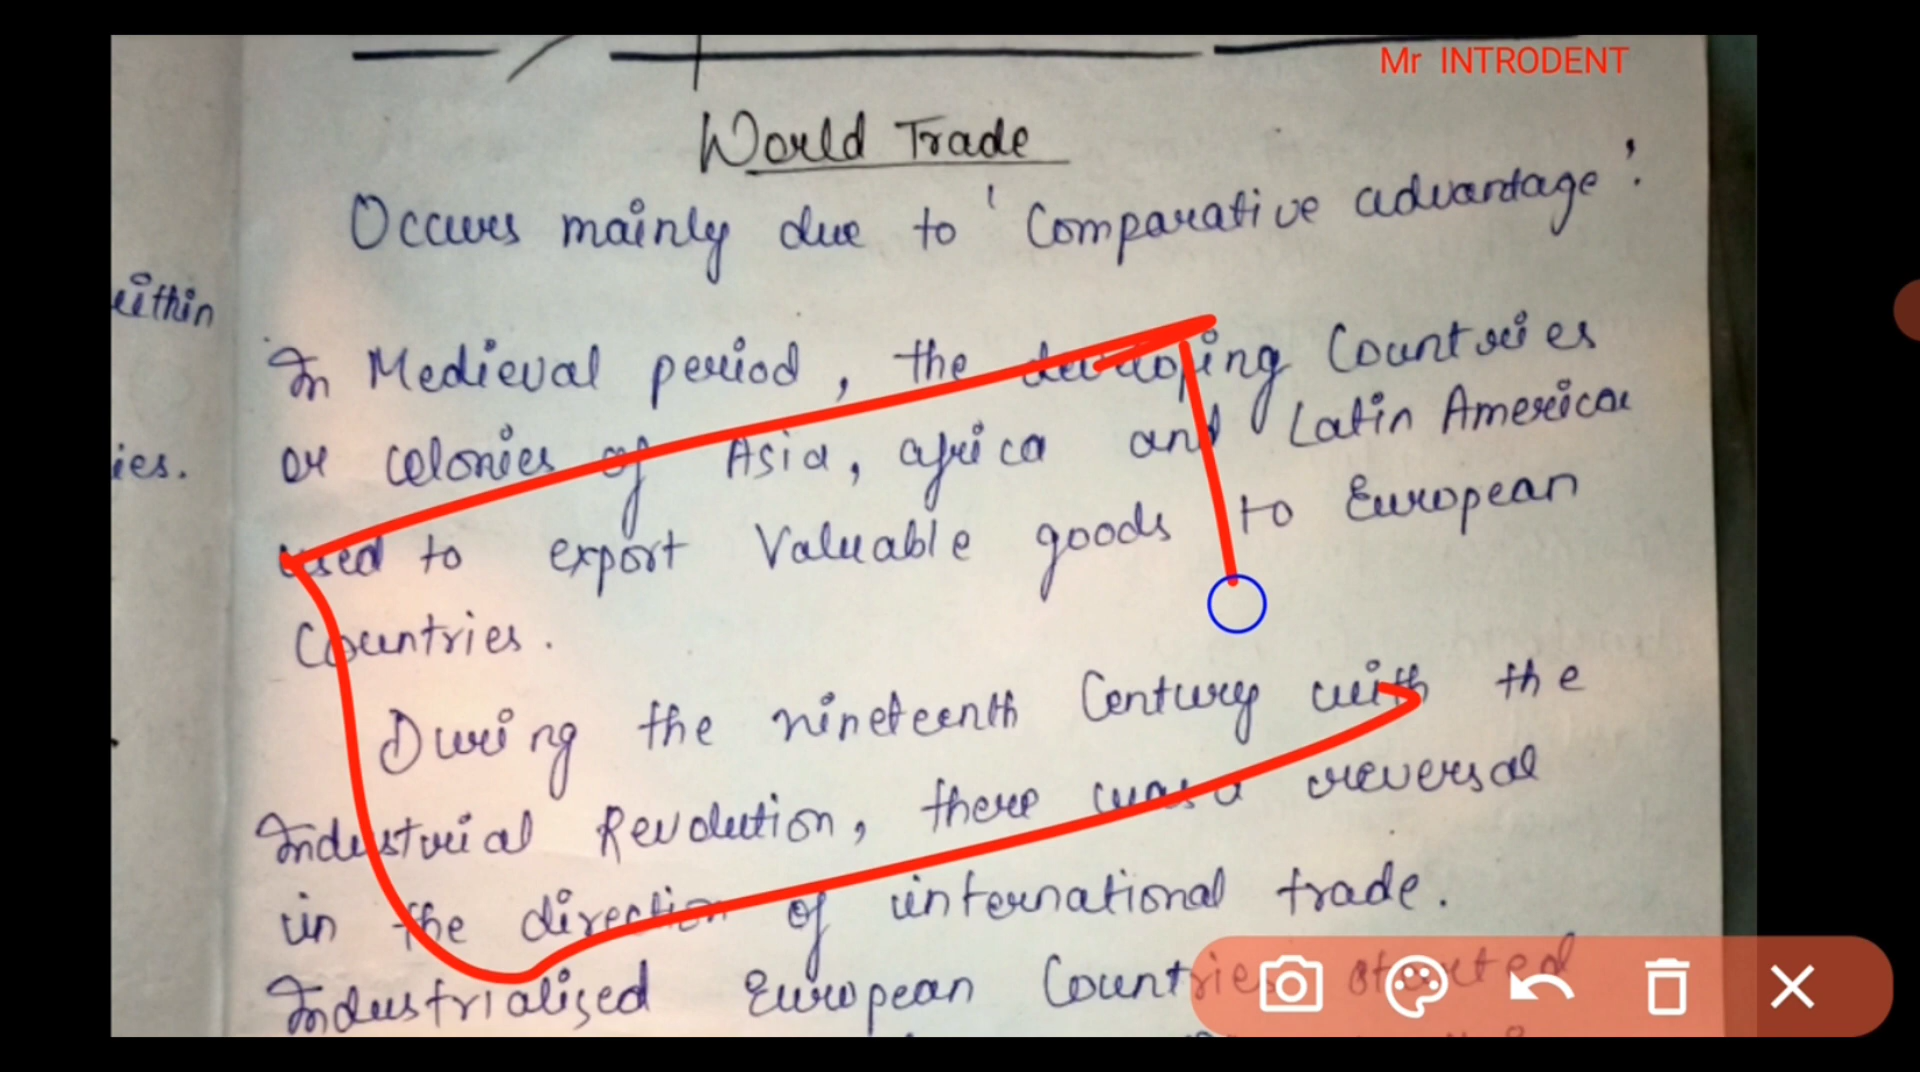 Mr INTRODENT
World Trade
Occurs mainly due to 'Comparative advantage'.
within
In Medieval period, the developing Countries
ies.
or colonies of Asia, africa and Latin America
used to export Valuable goods to European
Countries.
During the nineteenth Century with the
Industrial Revolution, there was a reversal
in the direction of international trade.
Industrialised European Countries started